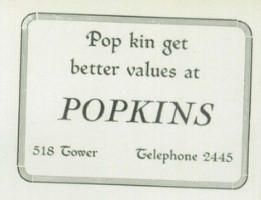 Pop kin get
better values at
POPKINS
518 Tower Telephone 2445